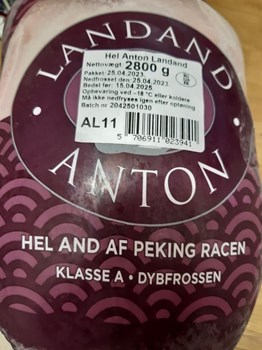 LANDAND
Hel Anton Landand
Nettovægt: 2800 g
Pakket: 25.04.2023.
Nedfrosset den: 25.04.2023.
Bedst før: 15.04.2025
Opbevaring ved -18 °C eller koldere
Må ikke nedfryses igen efter optøning
Batch nr 2042501030
AL11
5 706911 023941
ANTON
HEL AND AF PEKING RACEN
KLASSE A • DYBFROSSEN